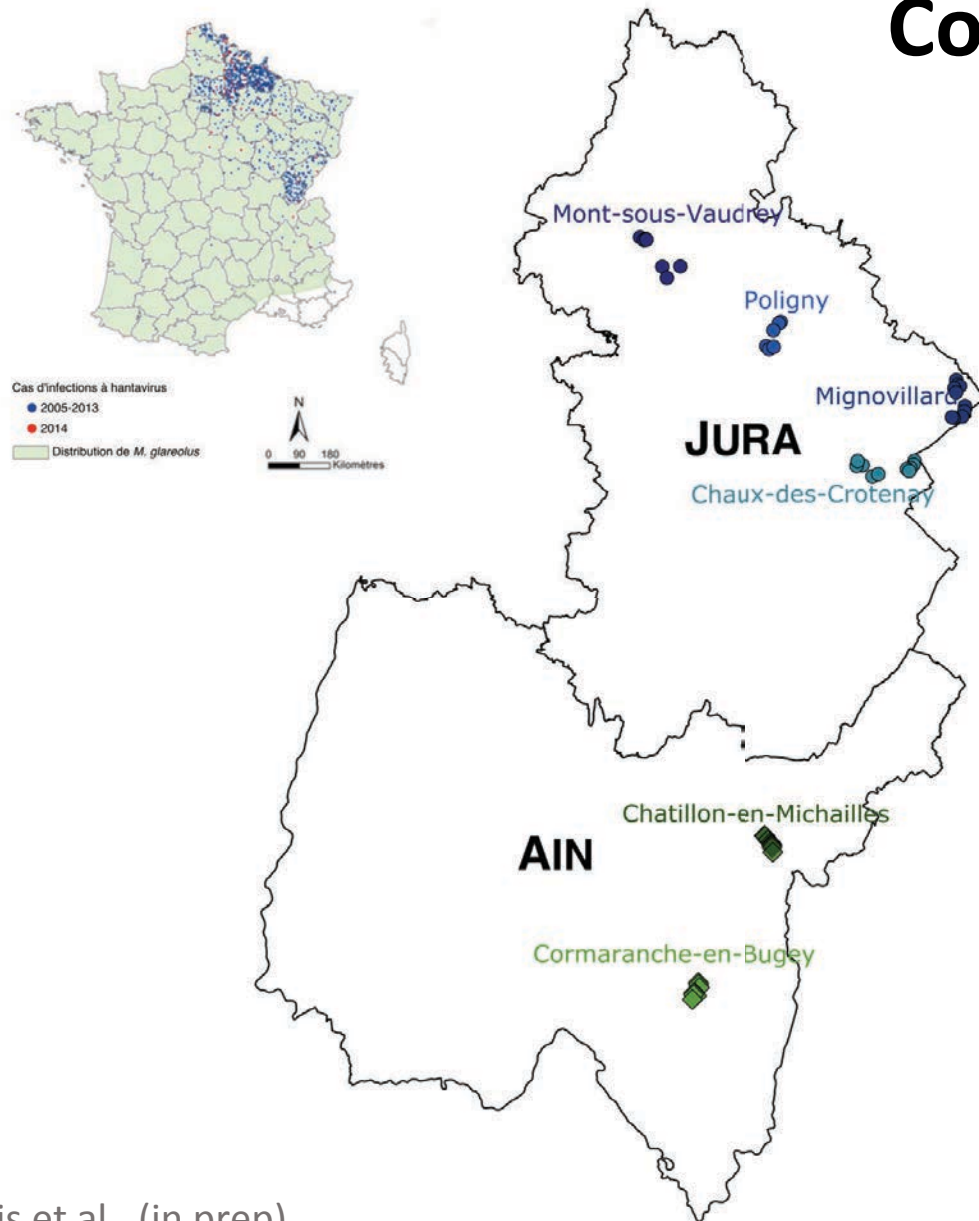 Co
Cas d'infections à hantavirus
2005-2013
2014
Distribution de M. glareolus
N
0 90 180
Kilomètres
Mont-sous-Vaudrey
Poligny
Mignovillard
JURA
Chaux-des-Crotenay
Chatillon-en-Michailles
AIN
Cormaranche-en-Bugey
is et al. (in prep)